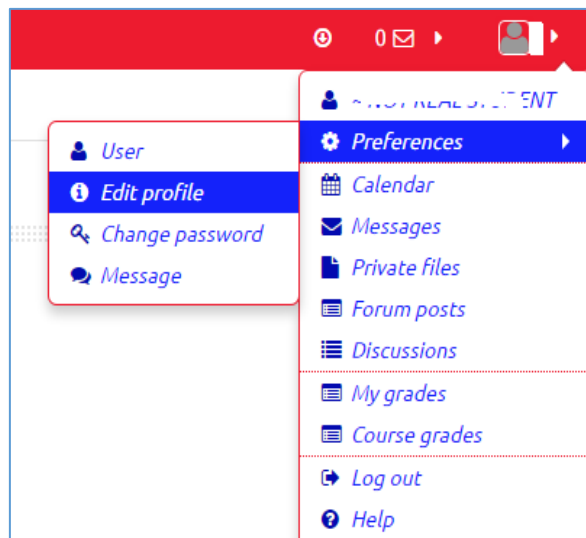 0
Preferences
Calendar
Messages
Private files
Forum posts
Discussions
My grades
Course grades
Log out
Help
User
Edit profile
Change password
Message